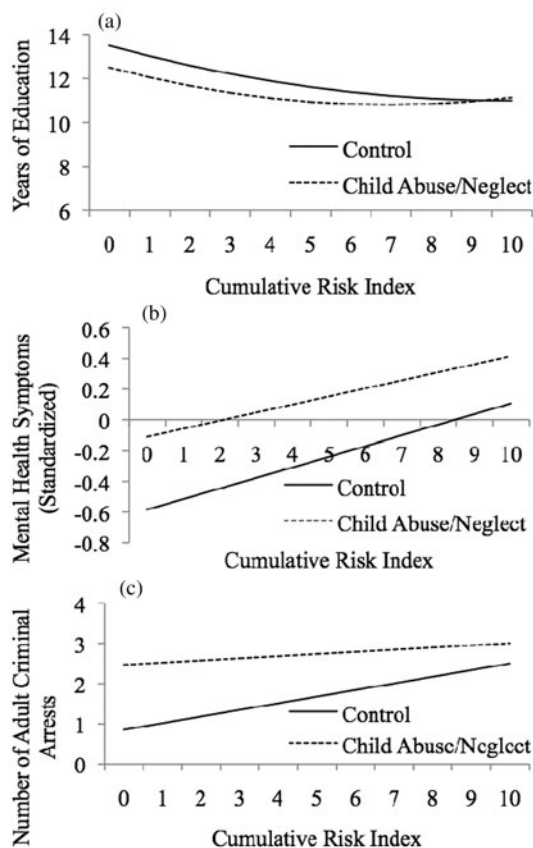 (a)
Years of Education
14
12
10
8
6
Control
Child Abuse/Neglect
0 1 2 3 4 5 6 7 8 9 10
Cumulative Risk Index
(b)
Mental Health Symptoms
(Standardized)
0.6
0.4
0.2
0
-0.2
-0.4
-0.6
-0.8
0 1 2 3 4 5 6 7 8 9 10
Control
Child Abuse/Neglect
Cumulative Risk Index
(c)
Number of Adult Criminal
Arrests
4
3
2
1
0
Control
Child Abuse/Neglect
0 1 2 3 4 5 6 7 8 9 10
Cumulative Risk Index